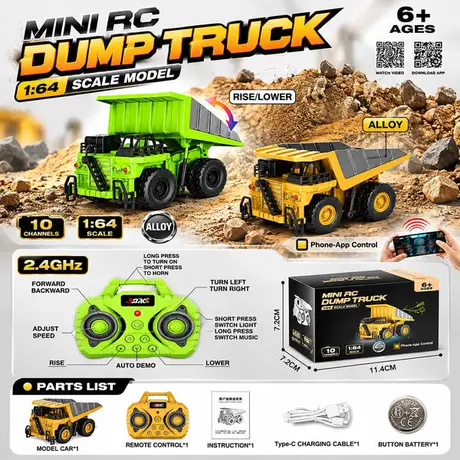 MINI RC
DUMP TRUCK
1:64 SCALE MODEL
6+
AGES
WATCH VIDEO
DOWNLOAD APP
RISE/LOWER
ALLOY
10
CHANNELS
1:64
SCALE
ALLOY
Phone-App Control
2.4GHz
LONG PRESS
TO TURN ON
SHORT PRESS
TO HORN
FORWARD
BACKWARD
TURN LEFT
TURN RIGHT
ADJUST
SPEED
SHORT PRESS
SWITCH LIGHT
LONG PRESS
SWITCH MUSIC
RISE
AUTO DEMO
LOWER
MINI RC
DUMP TRUCK
1:64 SCALE MODEL
6+
10
1:64
Phone-App Control
7.2CM
7.2CM
11.4CM
PARTS LIST
MODEL CAR*1
REMOTE CONTROL*1
INSTRUCTION*1
Type-C CHARGING CABLE*1
BUTTON BATTERY*1